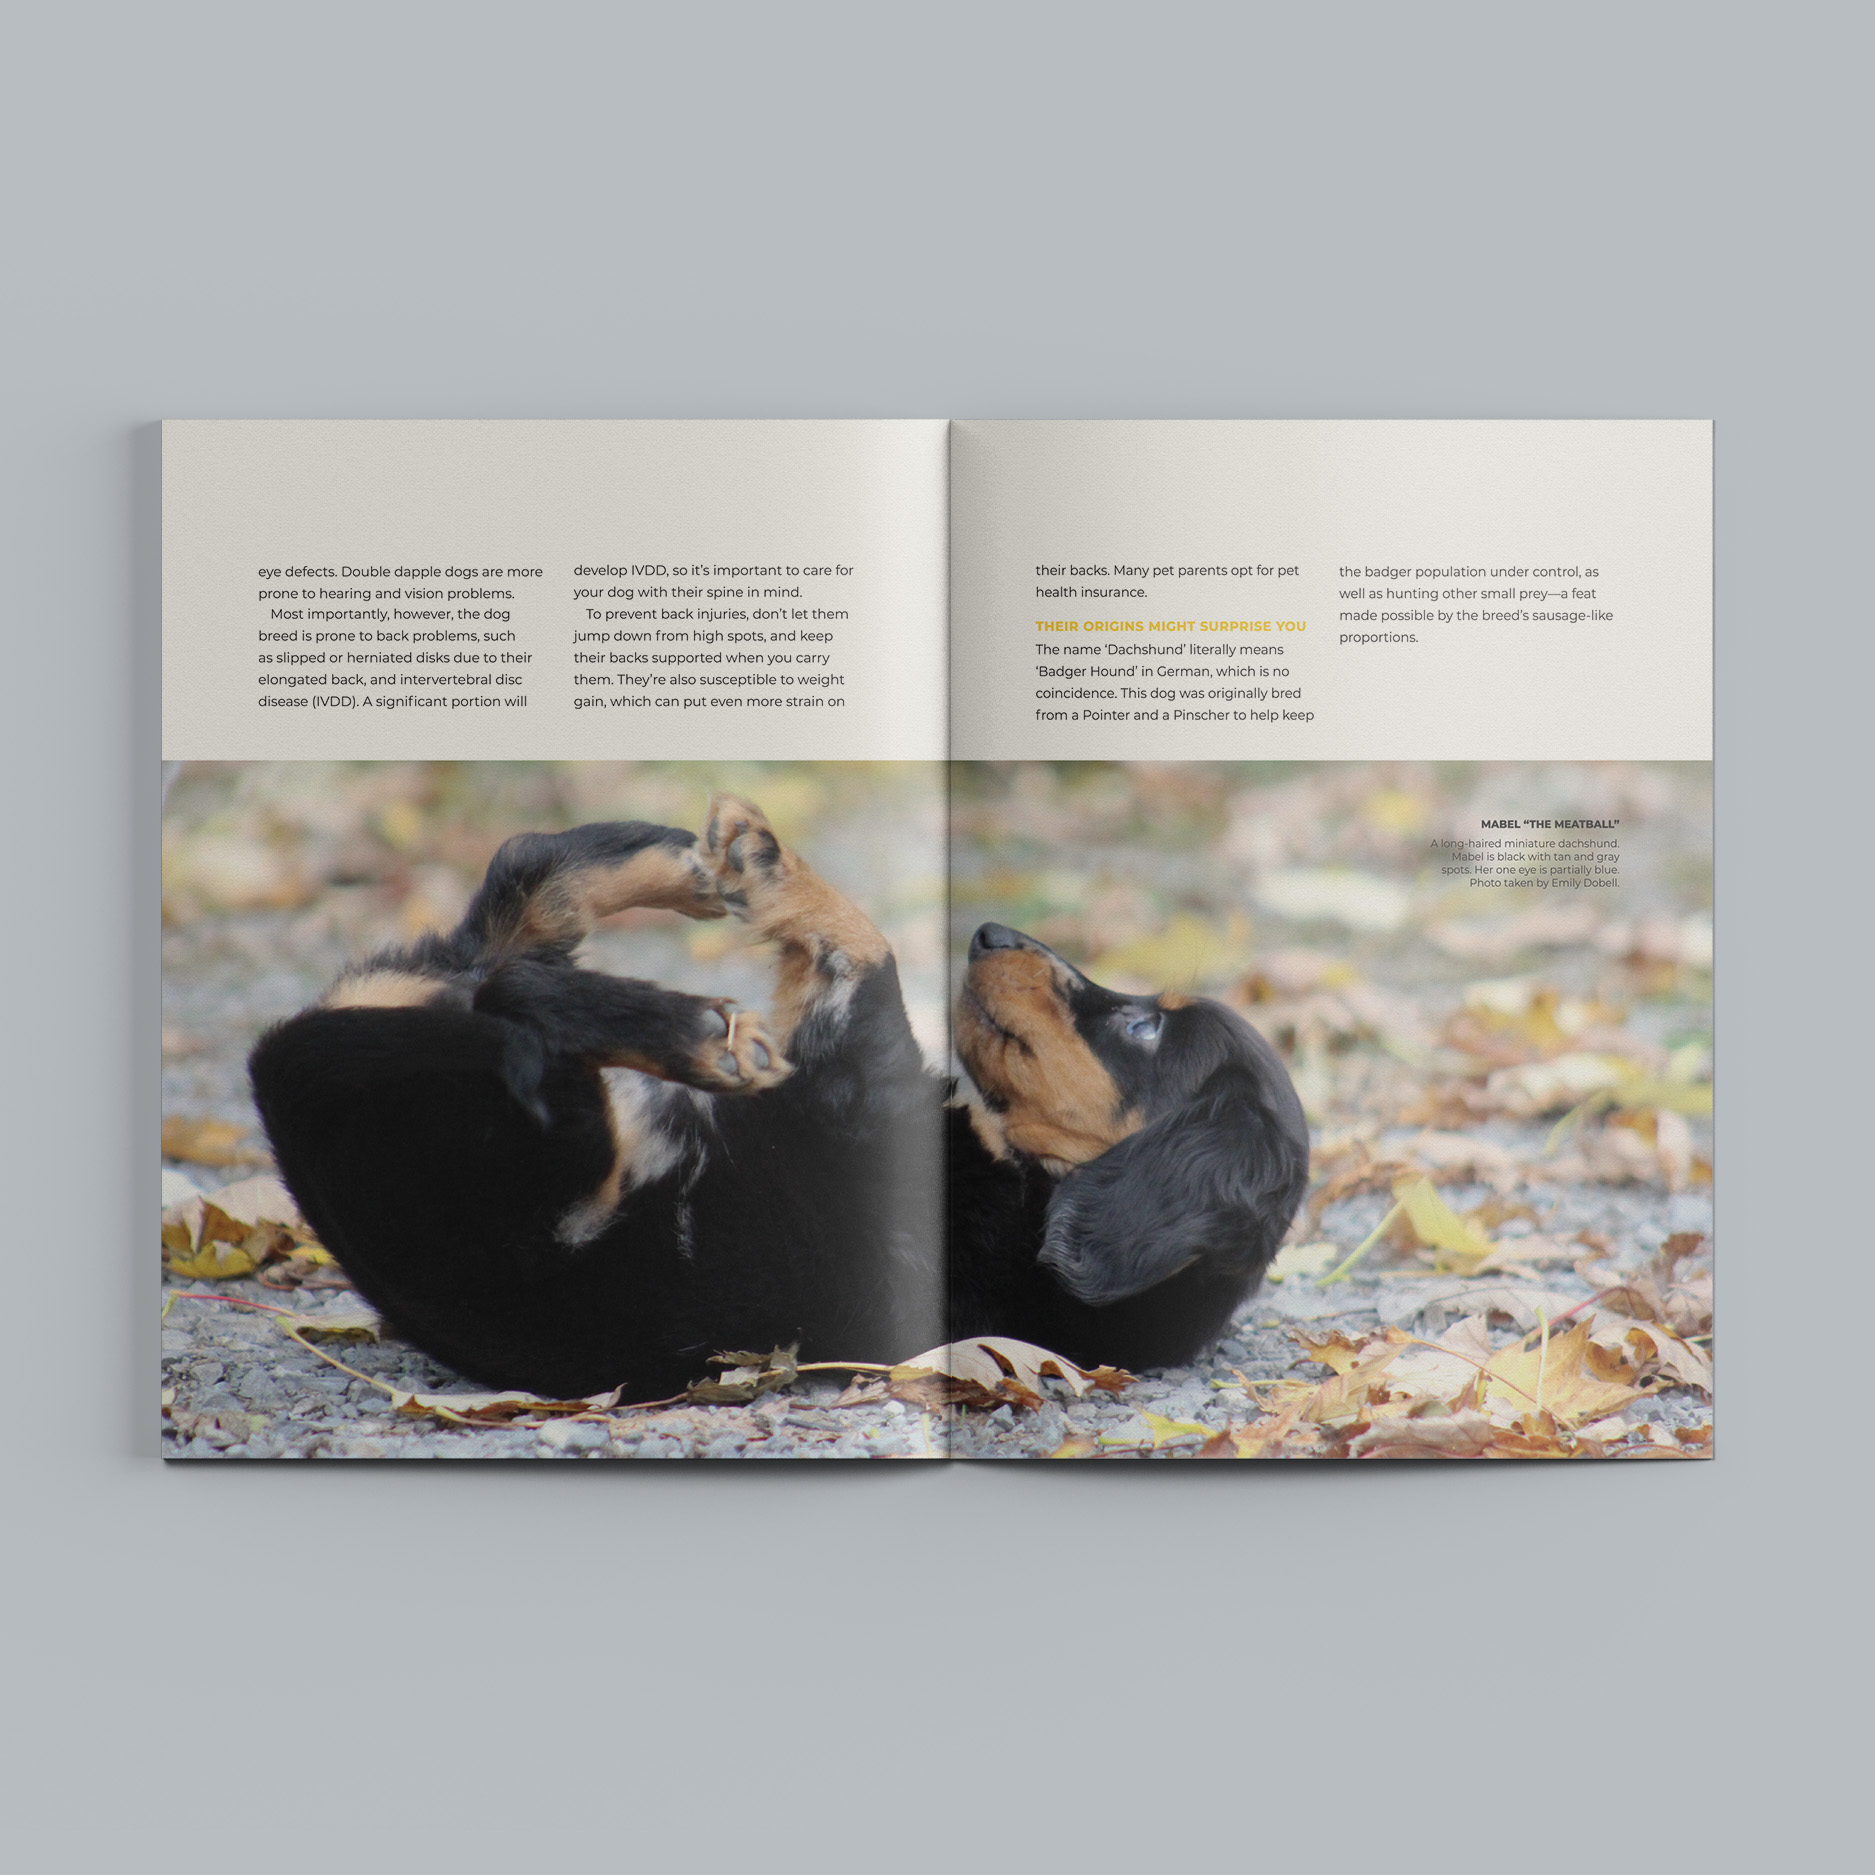 eye defects. Double dapple dogs are more
prone to hearing and vision problems.
Most importantly, however, the dog
breed is prone to back problems, such
as slipped or herniated disks due to their
elongated back, and intervertebral disc
disease (IVDD). A significant portion will
develop IVDD, so it’s important to care for
your dog with their spine in mind.
To prevent back injuries, don’t let them
jump down from high spots, and keep
their backs supported when you carry
them. They’re also susceptible to weight
gain, which can put even more strain on
their backs. Many pet parents opt for pet
health insurance.
THEIR ORIGINS MIGHT SURPRISE YOU
The name ‘Dachshund’ literally means
‘Badger Hound’ in German, which is no
coincidence. This dog was originally bred
from a Pointer and a Pinscher to help keep
the badger population under control, as
well as hunting other small prey—a feat
made possible by the breed’s sausage-like
proportions.
MABEL “THE MEATBALL”
A long-haired miniature dachshund.
Mabel is black with tan and gray
spots. Her one eye is partially blue.
Photo taken by Emily Dobell.